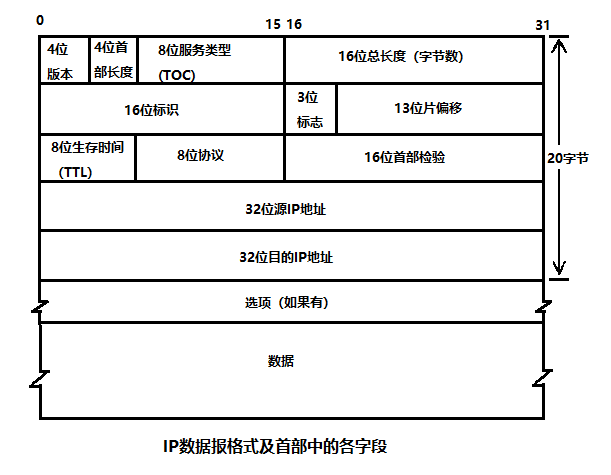 0 15 16 31
4位
版本
4位首
部长度
8位服务类型
(TOC)
16位总长度（字节数)
16位标识
3位
标志
13位片偏移
8位生存时间
(TTL)
8位协议
16位首部检验
20字节
32位源IP地址
32位目的IP地址
选项（如果有)
数据
IP数据报格式及首部中的各字段